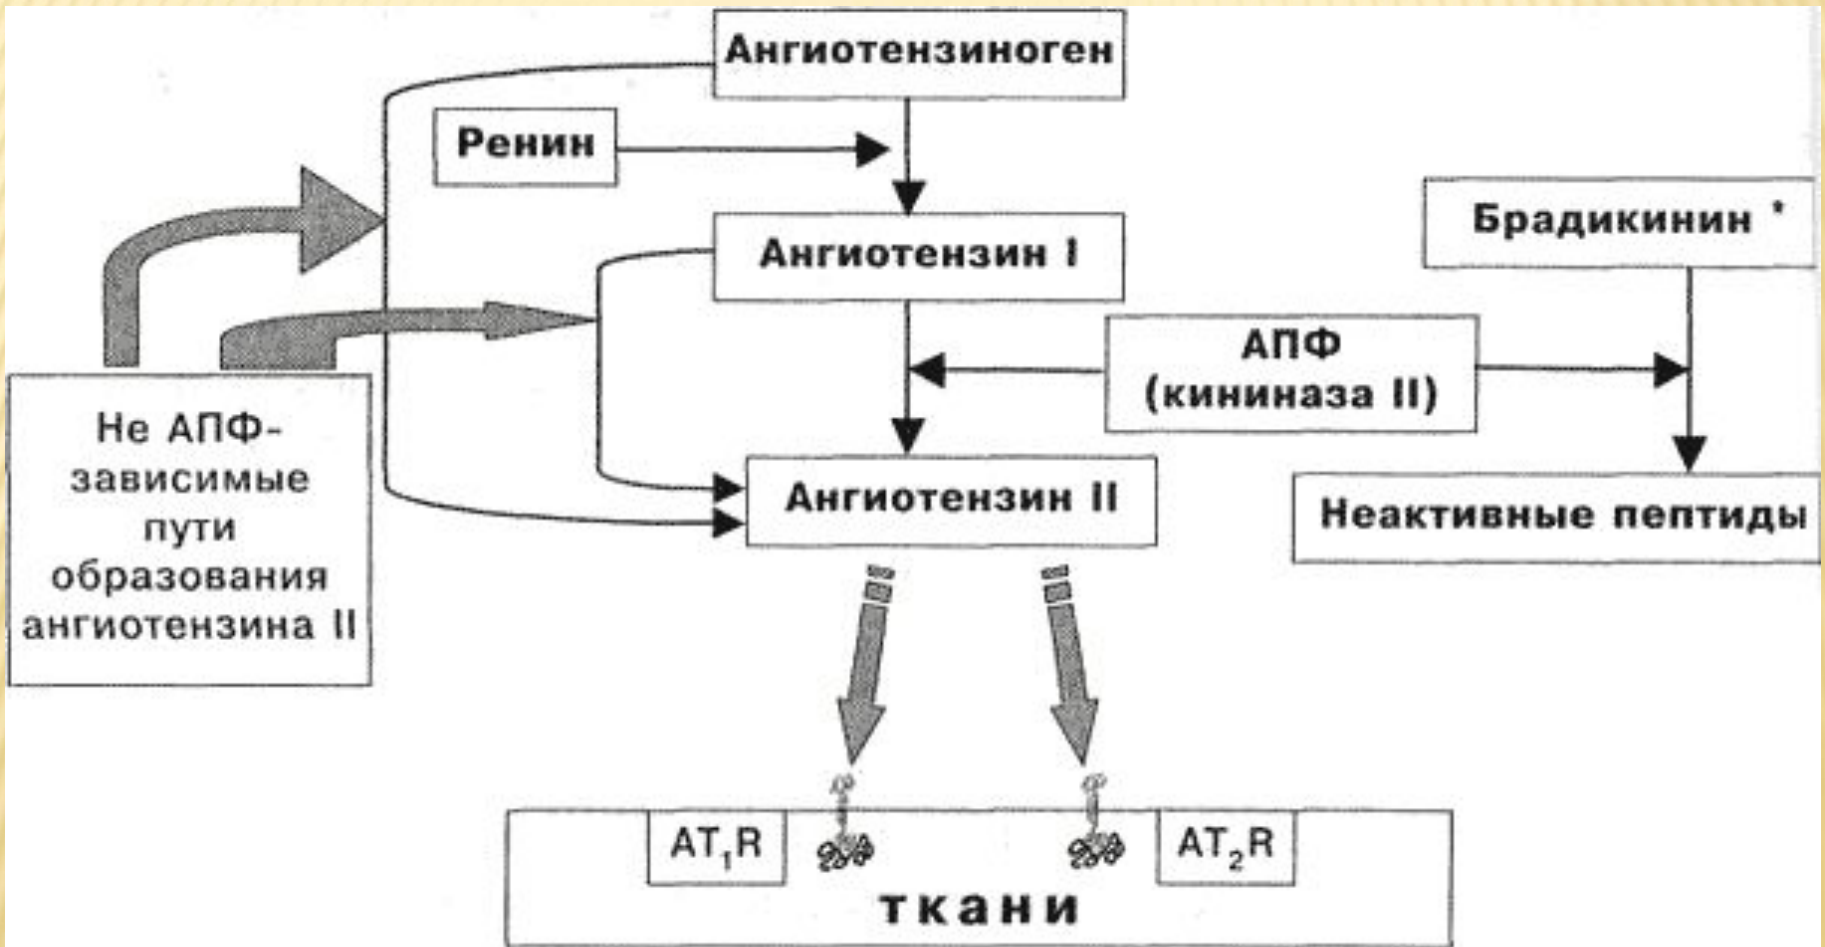 Ангиотензиноген
Ренин
Брадикинин *
Ангиотензин I
АПФ
(кининаза II)
Не АПФ-
зависимые
пути
образования
ангиотензина II
Ангиотензин II
Неактивные пептиды
AT₁R
AT₂R
ткани